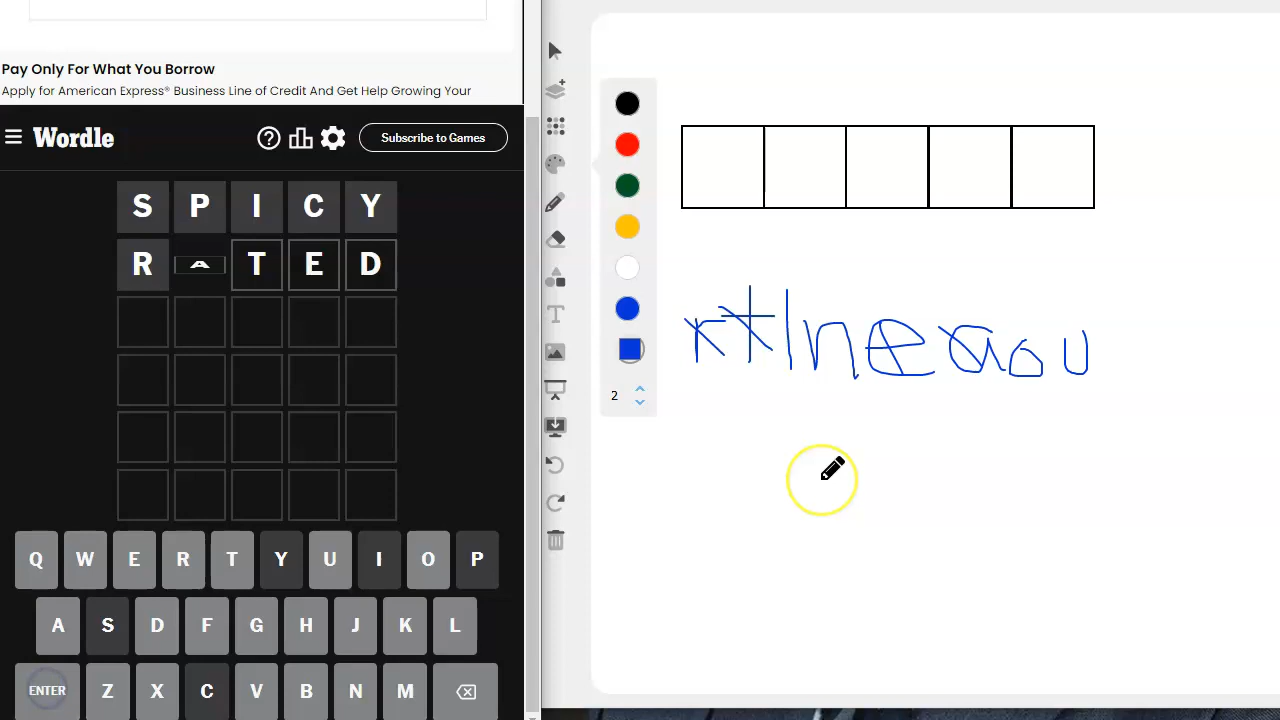 Pay Only For What You Borrow
Apply for American Express® Business Line of Credit And Get Help Growing Your
Wordle
Subscribe to Games
S P I C Y
R A T E D
r t l n e a o u
2
Q W E R T Y U I O P
A S D F G H J K L
ENTER Z X C V B N M